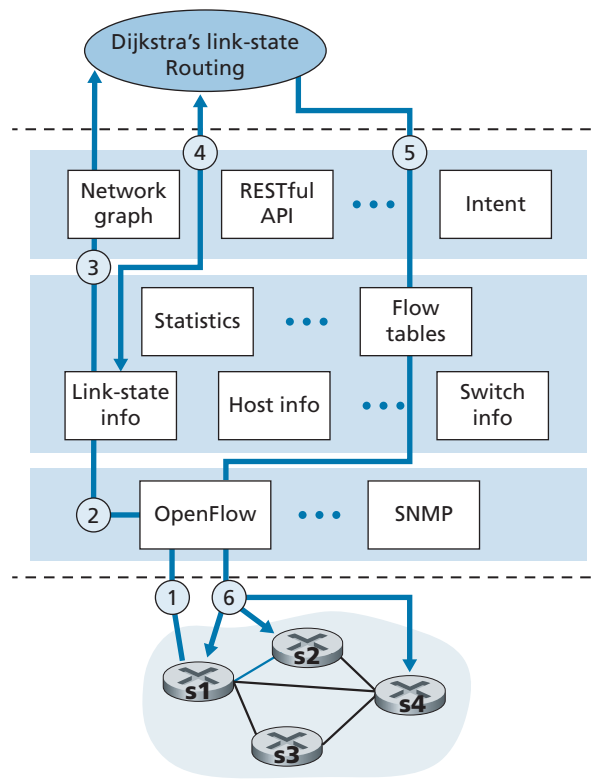 Dijkstra's link-state
Routing
4
5
Network
graph
RESTful
API
Intent
3
Statistics
Flow
tables
Link-state
info
Host info
Switch
info
2
OpenFlow
SNMP
1
6
s2
s1
s4
s3